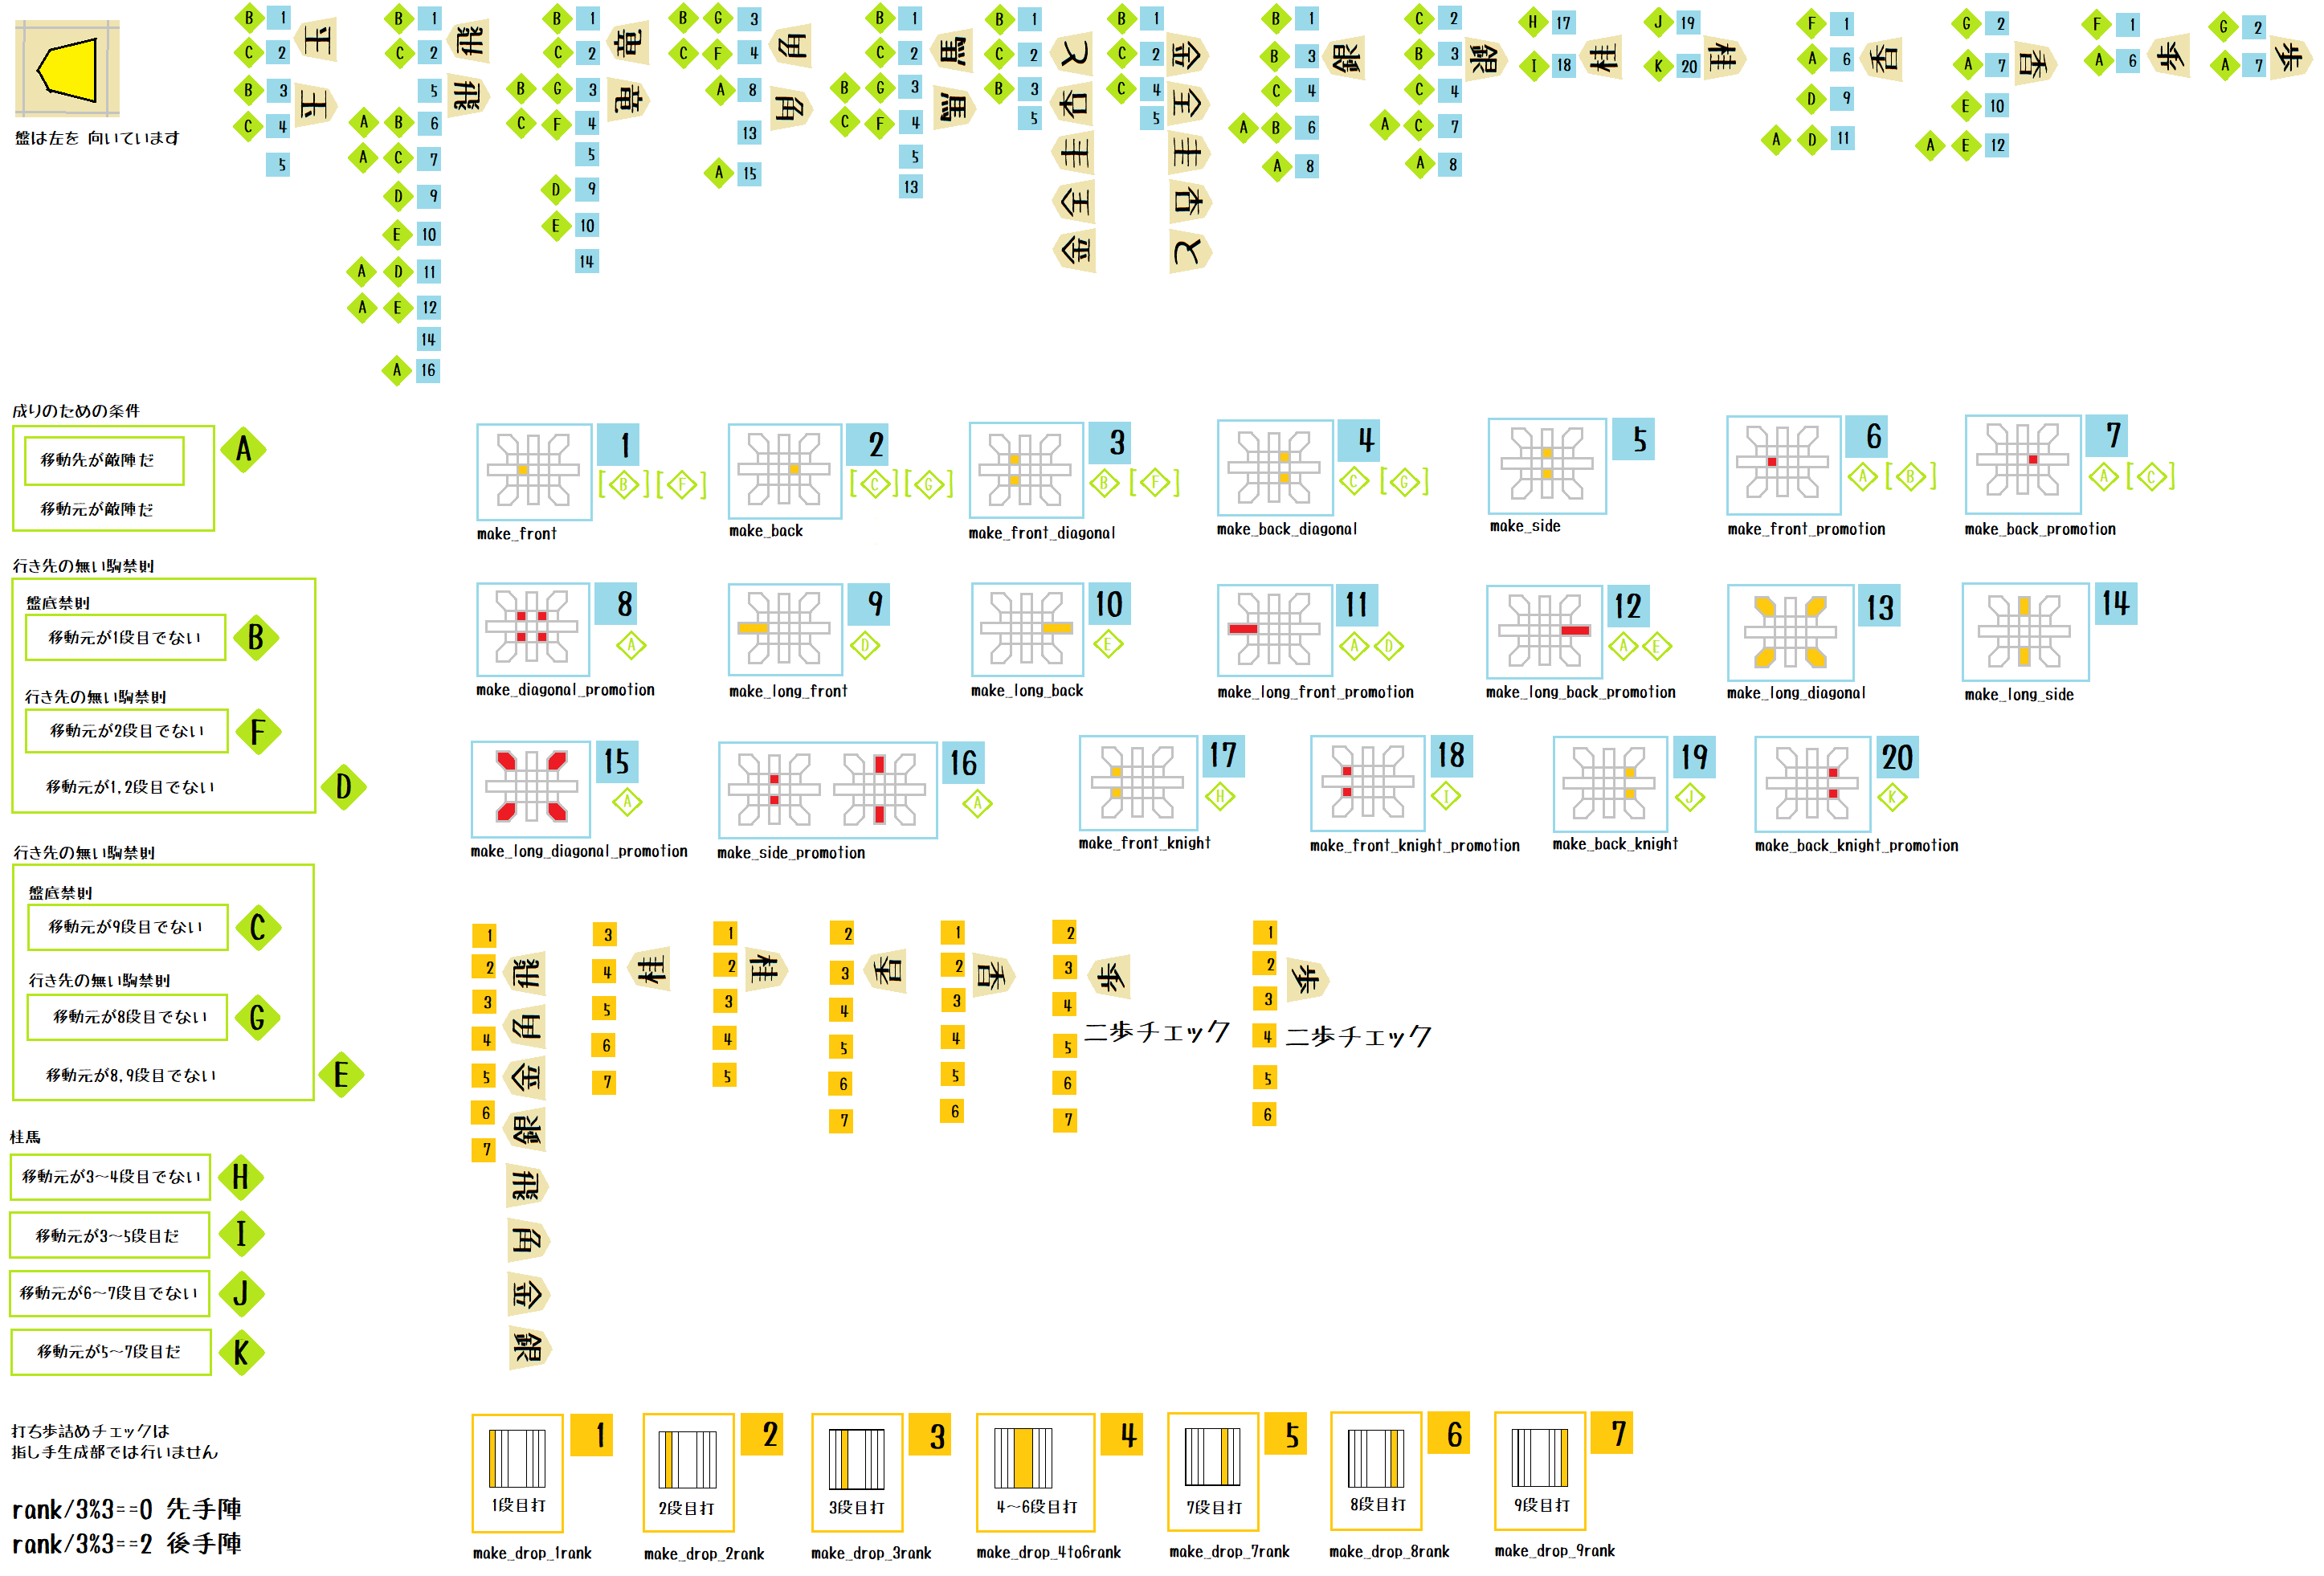 盤は左を 向いています
B 1
C 2
B 3
C 4
5
王
王
B 1
C 2
5
A B 6
A C 7
D 9
E 10
A D 11
A E 12
14
A 16
飛
飛
B 1
C 2
B G 3
C F 4
5
D 9
E 10
14
竜
竜
B G 3
C F 4
A 8
13
A 15
角
角
B 1
C 2
B G 3
C F 4
5
13
馬
馬
B 1
C 2
B 3
5
全
金
B 1
C 2
C 4
5
金
全
B 1
B 3
C 4
A B 6
A 8
銀
C 2
B 3
C 4
A C 7
A 8
銀
H 17
I 18
桂
J 19
K 20
桂
F 1
A 6
D 9
A D 11
香
G 2
A 7
E 10
A E 12
香
F 1
A 6
歩
G 2
A 7
歩
成りのための条件
移動先が敵陣だ
移動元が敵陣だ
A
行き先の無い駒禁則
盤底禁則
移動元が1段目でない
B
行き先の無い駒禁則
移動元が2段目でない
F
移動元が1,2段目でない
D
行き先の無い駒禁則
盤底禁則
移動元が9段目でない
C
行き先の無い駒禁則
移動元が8段目でない
G
移動元が8,9段目でない
E
桂馬
移動元が3〜4段目でない
H
移動元が3〜5段目だ
I
移動元が6〜7段目でない
J
移動元が5〜7段目だ
K
打ち歩詰めチェックは
指し手生成部では行いません
rank/3%3==0 先手陣
rank/3%3==2 後手陣
1
[B][F]
make_front
2
[C][G]
make_back
3
B [F]
make_front_diagonal
4
C [G]
make_back_diagonal
5
make_side
6
A [B]
make_front_promotion
7
A [C]
make_back_promotion
8
A
make_diagonal_promotion
9
D
make_long_front
10
E
make_long_back
11
A D
make_long_front_promotion
12
A E
make_long_back_promotion
13
make_long_diagonal
14
make_long_side
15
A
make_long_diagonal_promotion
16
A
make_side_promotion
17
H
make_front_knight
18
I
make_front_knight_promotion
19
J
make_back_knight
20
K
make_back_knight_promotion
1
2
3
4
5
6
7
飛
角
金
銀
飛
角
金
銀
3
4
5
6
7
桂
1
2
3
4
5
桂
2
3
4
5
6
7
香
1
2
3
4
5
6
香
2
3
4
5
6
7
歩
二歩チェック
1
2
3
4
5
6
歩
二歩チェック
1段目打
1
make_drop_1rank
2段目打
2
make_drop_2rank
3段目打
3
make_drop_3rank
4〜6段目打
4
make_drop_4to6rank
7段目打
5
make_drop_7rank
8段目打
6
make_drop_8rank
9段目打
7
make_drop_9rank